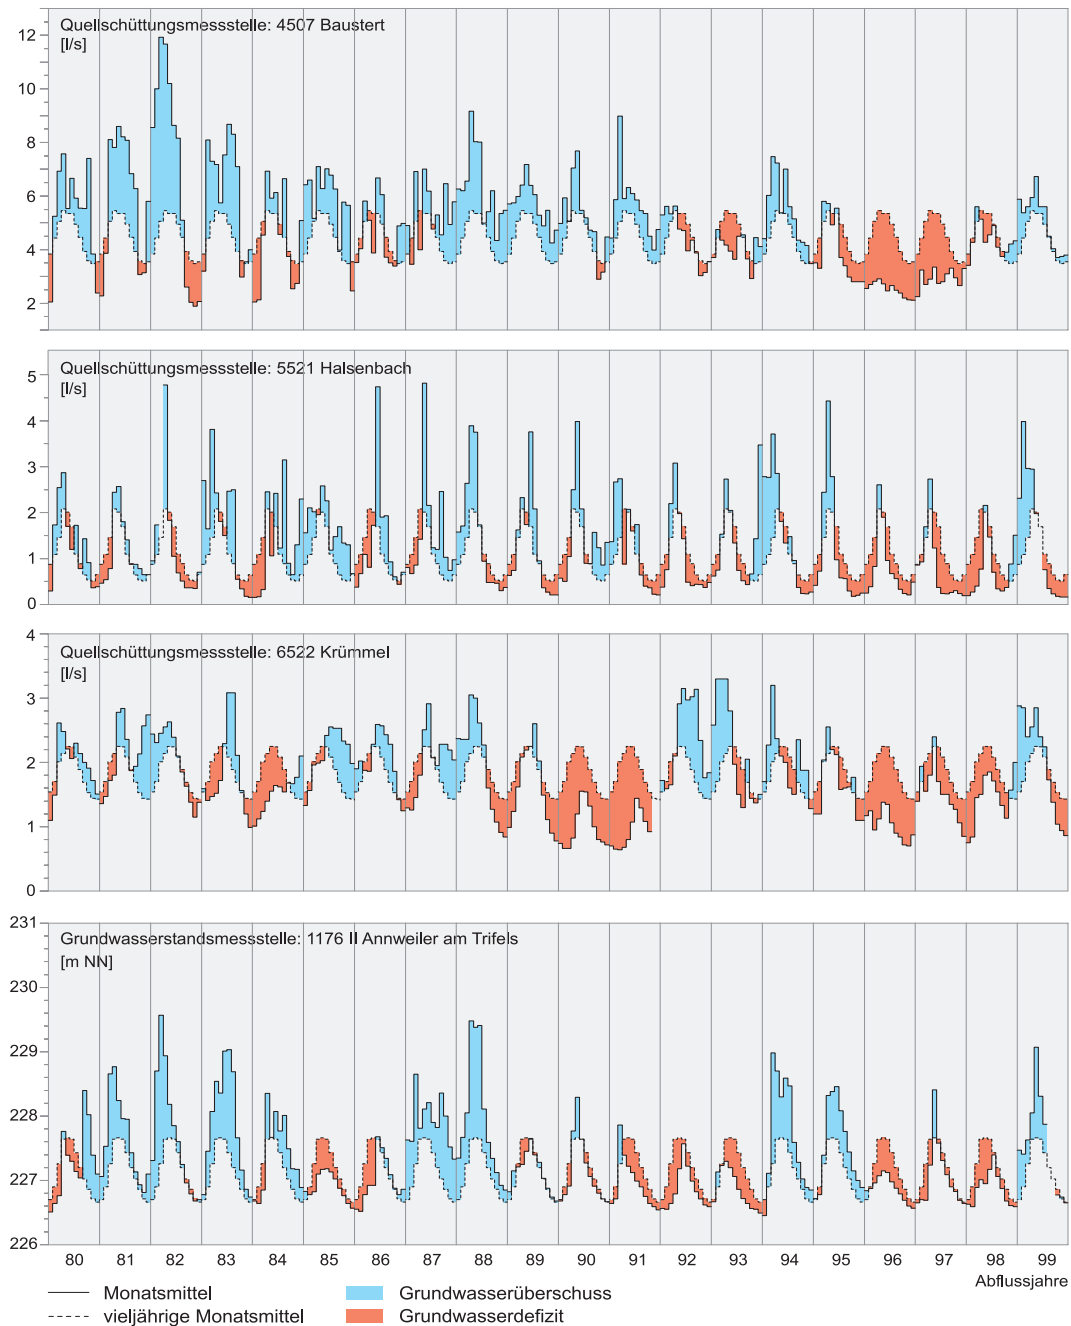 Quellschüttungsmessstelle: 4507 Baustert
[l/s]
12
10
8
6
4
2
Quellschüttungsmessstelle: 5521 Halsenbach
[l/s]
5
4
3
2
1
0
Quellschüttungsmessstelle: 6522 Krümmel
[l/s]
4
3
2
1
0
Grundwasserstandsmessstelle: 1176 II Annweiler am Trifels
[m NN]
231
230
229
228
227
226
80 81 82 83 84 85 86 87 88 89 90 91 92 93 94 95 96 97 98 99
Abflussjahre
Monatsmittel
Grundwasserüberschuss
vieljährige Monatsmittel
Grundwasserdefizit